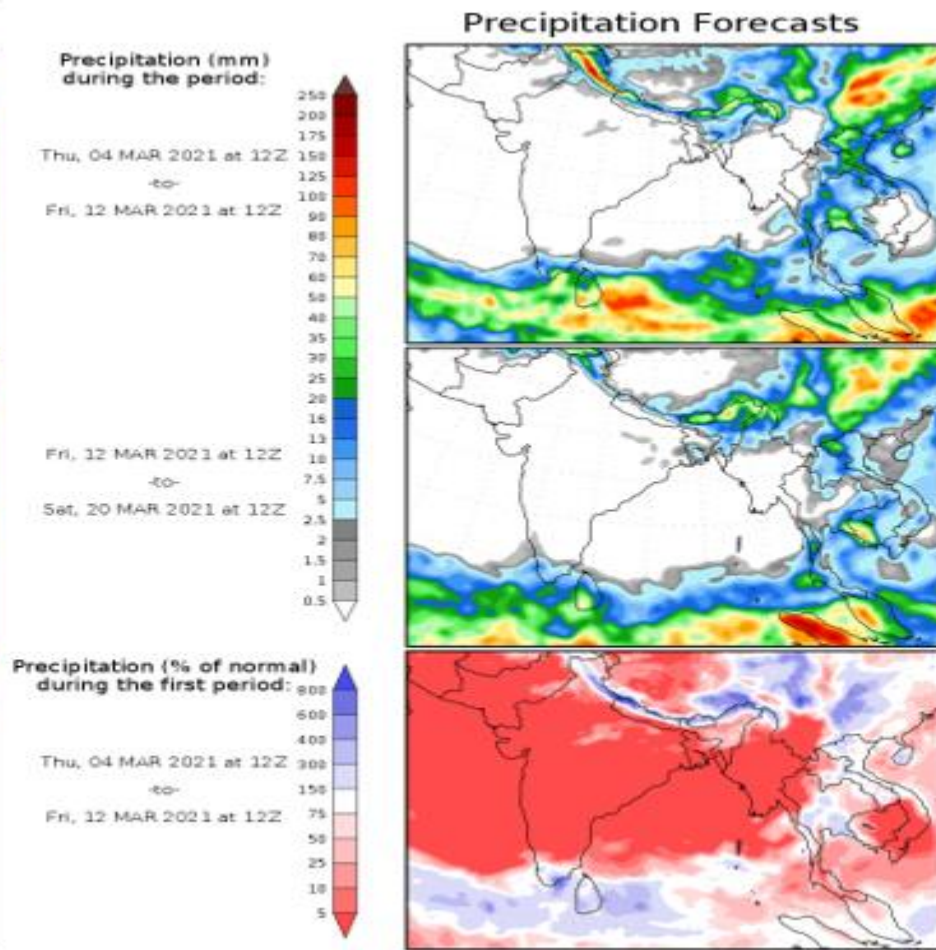 Precipitation Forecasts
Precipitation (mm)
during the period:
Thu, 04 MAR 2021 at 12Z
-to-
Fri, 12 MAR 2021 at 12Z
Fri, 12 MAR 2021 at 12Z
-to-
Sat, 20 MAR 2021 at 12Z
250
200
175
150
125
100
90
80
70
60
50
40
35
30
25
20
16
13
10
7.5
5
2.5
2
1.5
1
0.5
Precipitation (% of normal)
during the first period:
Thu, 04 MAR 2021 at 12Z
-to-
Fri, 12 MAR 2021 at 12Z
800
600
400
300
150
75
50
25
10
5